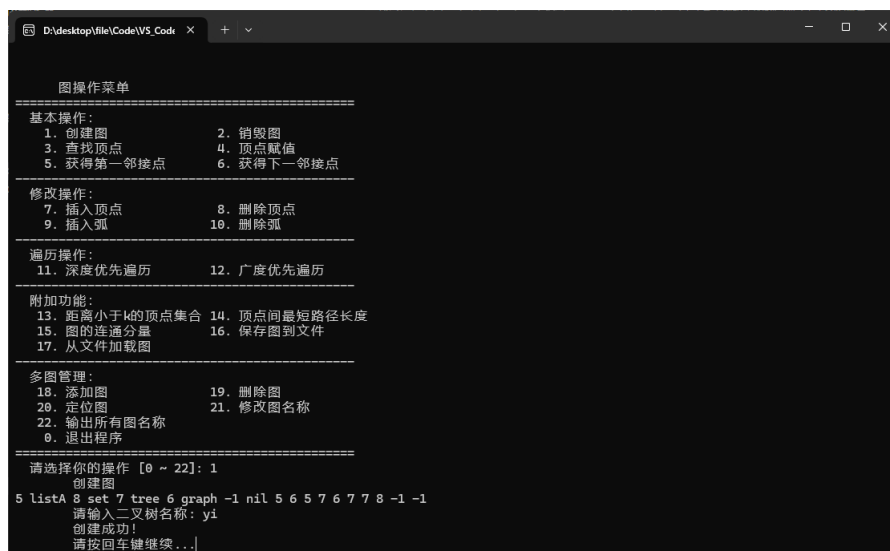 D:\desktop\file\Code\VS_Code
图操作菜单
===============================================
基本操作:
1. 创建图 2. 销毁图
3. 查找顶点 4. 顶点赋值
5. 获得第一邻接点 6. 获得下一邻接点
-----------------------------------------------
修改操作:
7. 插入顶点 8. 删除顶点
9. 插入弧 10. 删除弧
-----------------------------------------------
遍历操作:
11. 深度优先遍历 12. 广度优先遍历
-----------------------------------------------
附加功能:
13. 距离小于k的顶点集合 14. 顶点间最短路径长度
15. 图的连通分量 16. 保存图到文件
17. 从文件加载图
-----------------------------------------------
多图管理:
18. 添加图 19. 删除图
20. 定位图 21. 修改图名称
22. 输出所有图名称
0. 退出程序
===============================================
请选择你的操作 [0 ~ 22]: 1
创建图
5 listA 8 set 7 tree 6 graph -1 nil 5 6 5 7 6 7 7 8 -1 -1
请输入二叉树名称: yi
创建成功!
请按回车键继续...